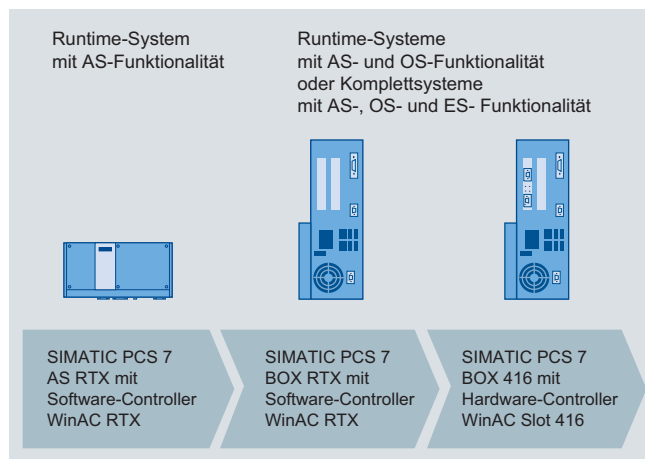 Runtime-System
mit AS-Funktionalität
Runtime-Systeme
mit AS- und OS-Funktionalität
oder Komplettsysteme
mit AS-, OS- und ES- Funktionalität
SIMATIC PCS 7
AS RTX mit
Software-Controller
WinAC RTX
SIMATIC PCS 7
BOX RTX mit
Software-Controller
WinAC RTX
SIMATIC PCS 7
BOX 416 mit
Hardware-Controller
WinAC Slot 416